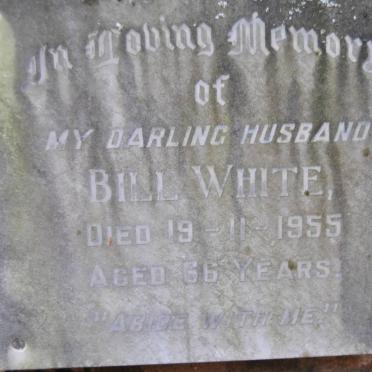 In Loving Memory
of
MY DARLING HUSBAND
BILL WHITE,
DIED 19-11-1955
AGED 66 YEARS.
"ABIDE WITH ME."